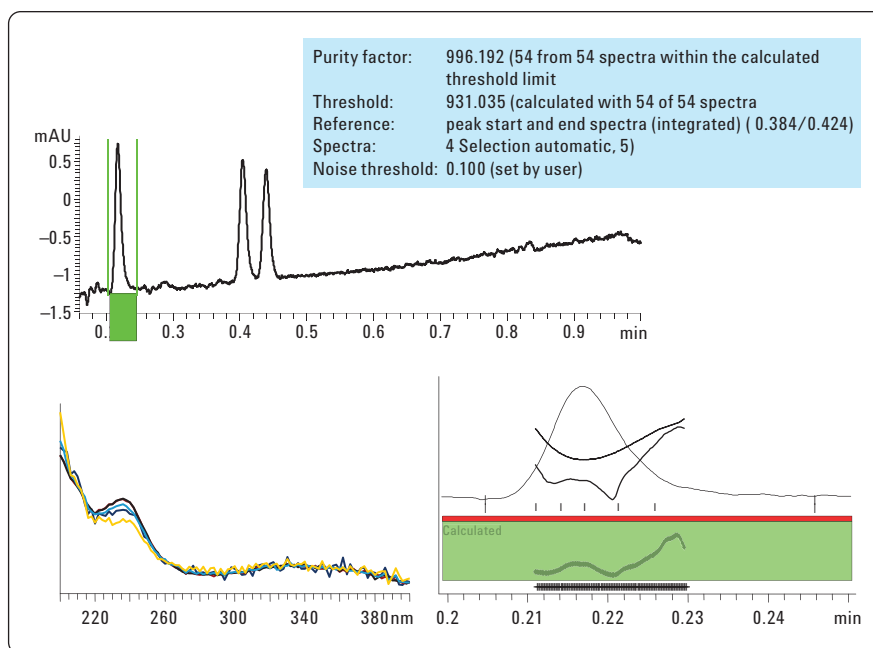 Purity factor: 996.192 (54 from 54 spectra within the calculated
threshold limit
Threshold: 931.035 (calculated with 54 of 54 spectra
Reference: peak start and end spectra (integrated) ( 0.384/0.424)
Spectra: 4 Selection automatic, 5)
Noise threshold: 0.100 (set by user)
mAU
0.5
0
−0.5
−1
−1.5
0. 0.3 0.4 0.5 0.6 0.7 0.8 0.9 min
Calculated
220 260 300 340 380 nm
0.2 0.21 0.22 0.23 0.24 min